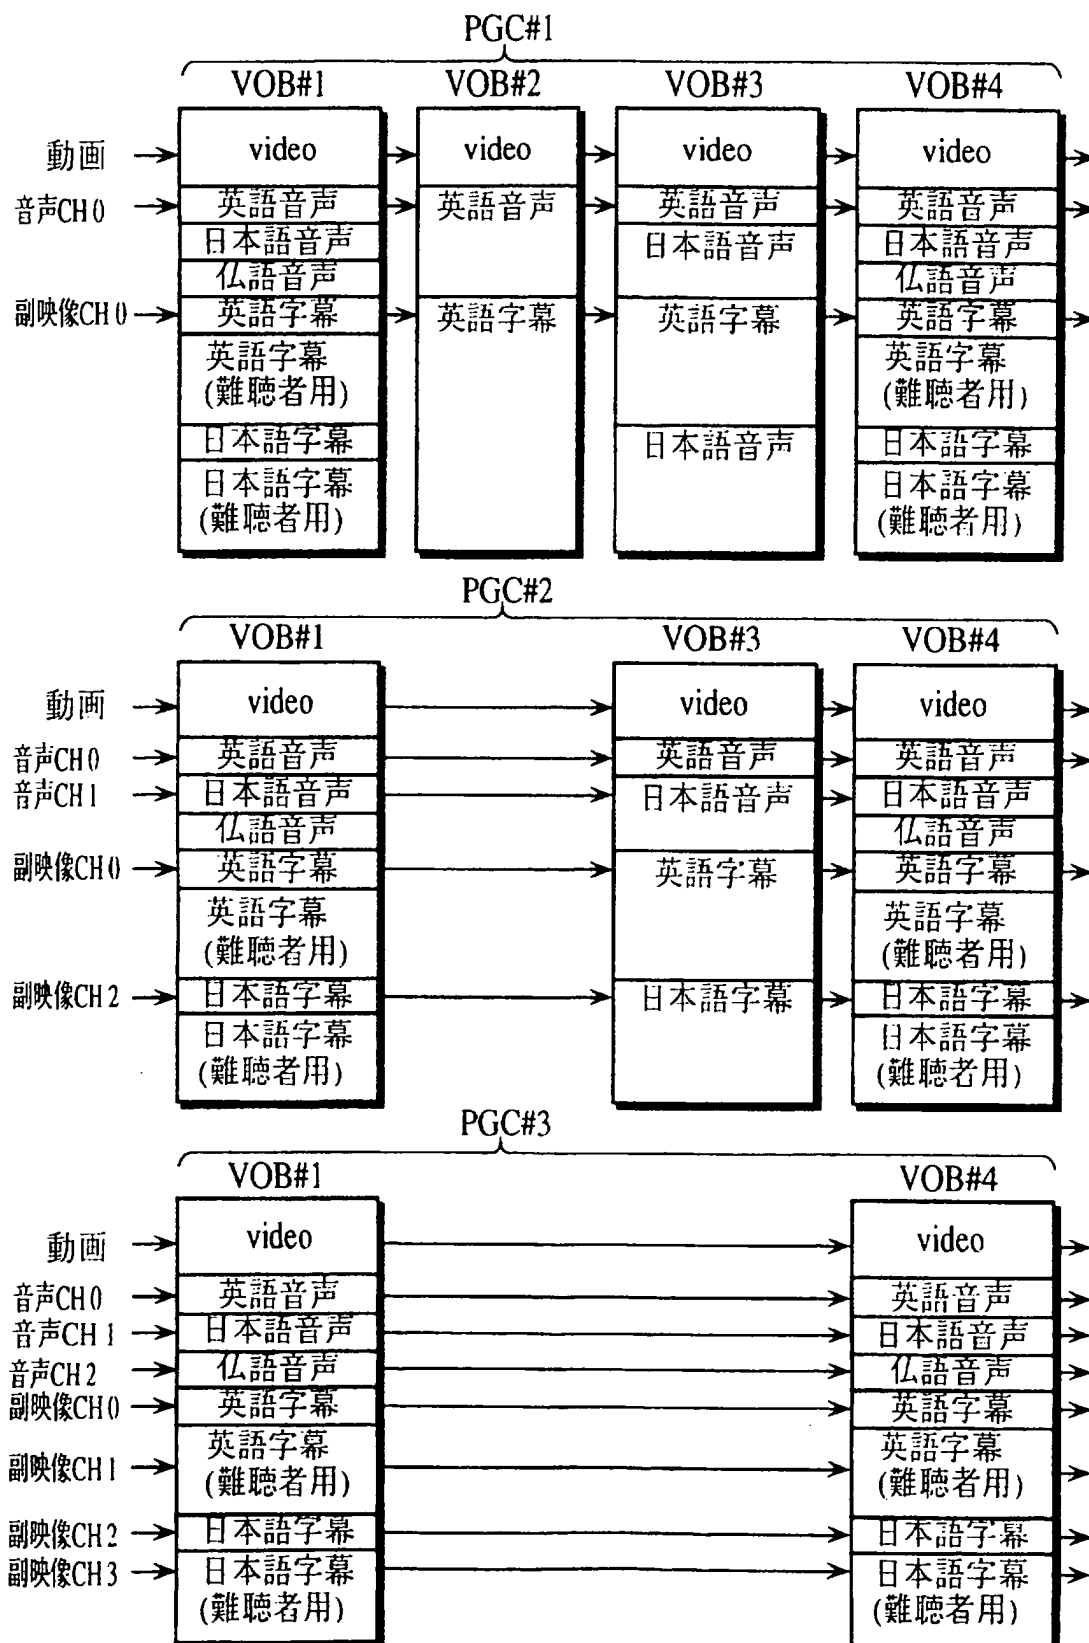 PGC#1
VOB#1 VOB#2 VOB#3 VOB#4
動画 video video video video
音声CH0 英語音声 英語音声 英語音声 英語音声
日本語音声 日本語音声 日本語音声
仏語音声 仏語音声
副映像CH0 英語字幕 英語字幕 英語字幕 英語字幕
英語字幕 英語字幕
(難聴者用) (難聴者用)
日本語字幕 日本語音声 日本語字幕
日本語字幕 日本語字幕
(難聴者用) (難聴者用)
PGC#2
VOB#1 VOB#3 VOB#4
動画 video video video
音声CH0 英語音声 英語音声 英語音声
音声CH1 日本語音声 日本語音声 日本語音声
仏語音声 仏語音声
副映像CH0 英語字幕 英語字幕 英語字幕
英語字幕 英語字幕
(難聴者用) (難聴者用)
副映像CH2 日本語字幕 日本語字幕 日本語字幕
日本語字幕 日本語字幕
(難聴者用) (難聴者用)
PGC#3
VOB#1 VOB#4
動画 video video
音声CH0 英語音声 英語音声
音声CH1 日本語音声 日本語音声
音声CH2 仏語音声 仏語音声
副映像CH0 英語字幕 英語字幕
英語字幕 英語字幕
副映像CH1 (難聴者用) (難聴者用)
副映像CH2 日本語字幕 日本語字幕
副映像CH3 日本語字幕 日本語字幕
(難聴者用) (難聴者用)